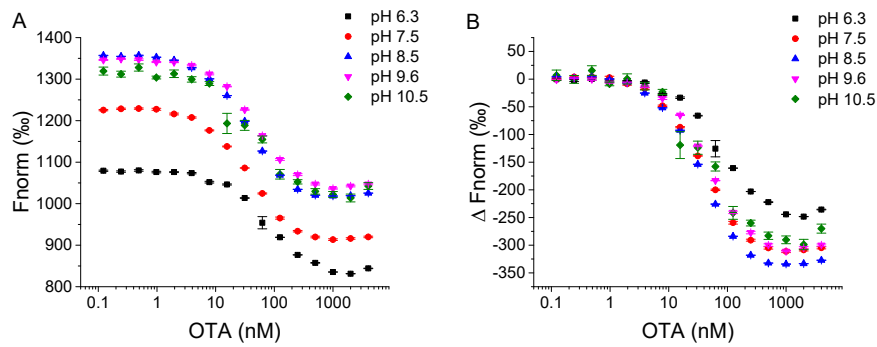 A
pH 6.3
pH 7.5
pH 8.5
pH 9.6
pH 10.5
1400
1300
1200
1100
1000
900
800
Fnorm (‰)
0.1 1 10 100 1000
OTA (nM)
B
pH 6.3
pH 7.5
pH 8.5
pH 9.6
pH 10.5
50
0
-50
-100
-150
-200
-250
-300
-350
Δ Fnorm (‰)
0.1 1 10 100 1000
OTA (nM)